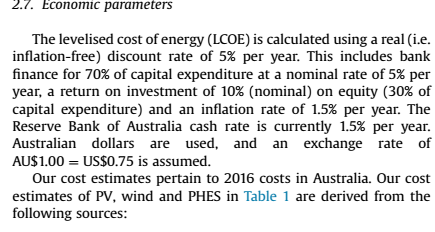 2.7. Economic parameters
The levelised cost of energy (LCOE) is calculated using a real (i.e.
inflation-free) discount rate of 5% per year. This includes bank
finance for 70% of capital expenditure at a nominal rate of 5% per
year, a return on investment of 10% (nominal) on equity (30% of
capital expenditure) and an inflation rate of 1.5% per year. The
Reserve Bank of Australia cash rate is currently 1.5% per year.
Australian dollars are used, and an exchange rate of
AU$1.00 = US$0.75 is assumed.
Our cost estimates pertain to 2016 costs in Australia. Our cost
estimates of PV, wind and PHES in Table 1 are derived from the
following sources: